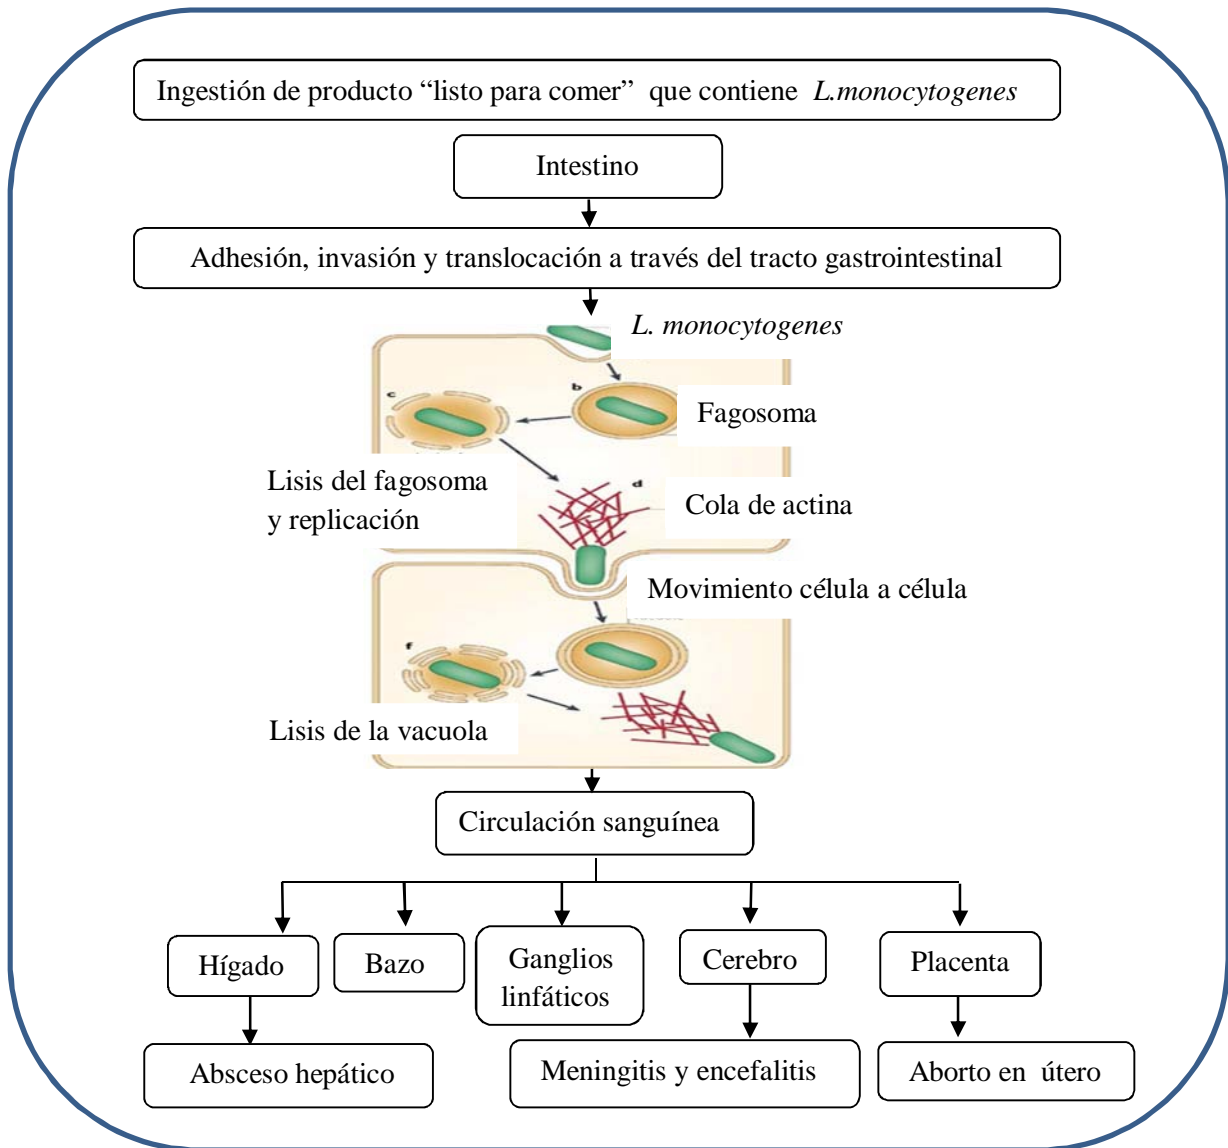 Ingestión de producto “listo para comer” que contiene L.monocytogenes
Intestino
Adhesión, invasión y translocación a través del tracto gastrointestinal
L. monocytogenes
b
c
Fagosoma
Lisis del fagosoma
y replicación
d
Cola de actina
Movimiento célula a célula
f
Lisis de la vacuola
Circulación sanguínea
Hígado
Bazo
Ganglios
linfáticos
Cerebro
Placenta
Absceso hepático
Meningitis y encefalitis
Aborto en útero